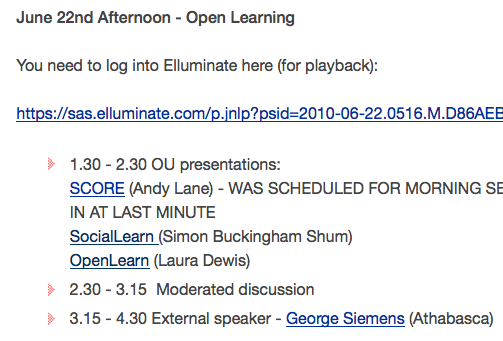 June 22nd Afternoon - Open Learning
You need to log into Elluminate here (for playback):
https://sas.elluminate.com/p.jnlp?psid=2010-06-22.0516.M.D86AEB
1.30 - 2.30 OU presentations:
SCORE (Andy Lane) - WAS SCHEDULED FOR MORNING SE
IN AT LAST MINUTE
SocialLearn (Simon Buckingham Shum)
OpenLearn (Laura Dewis)
2.30 - 3.15 Moderated discussion
3.15 - 4.30 External speaker - George Siemens (Athabasca)